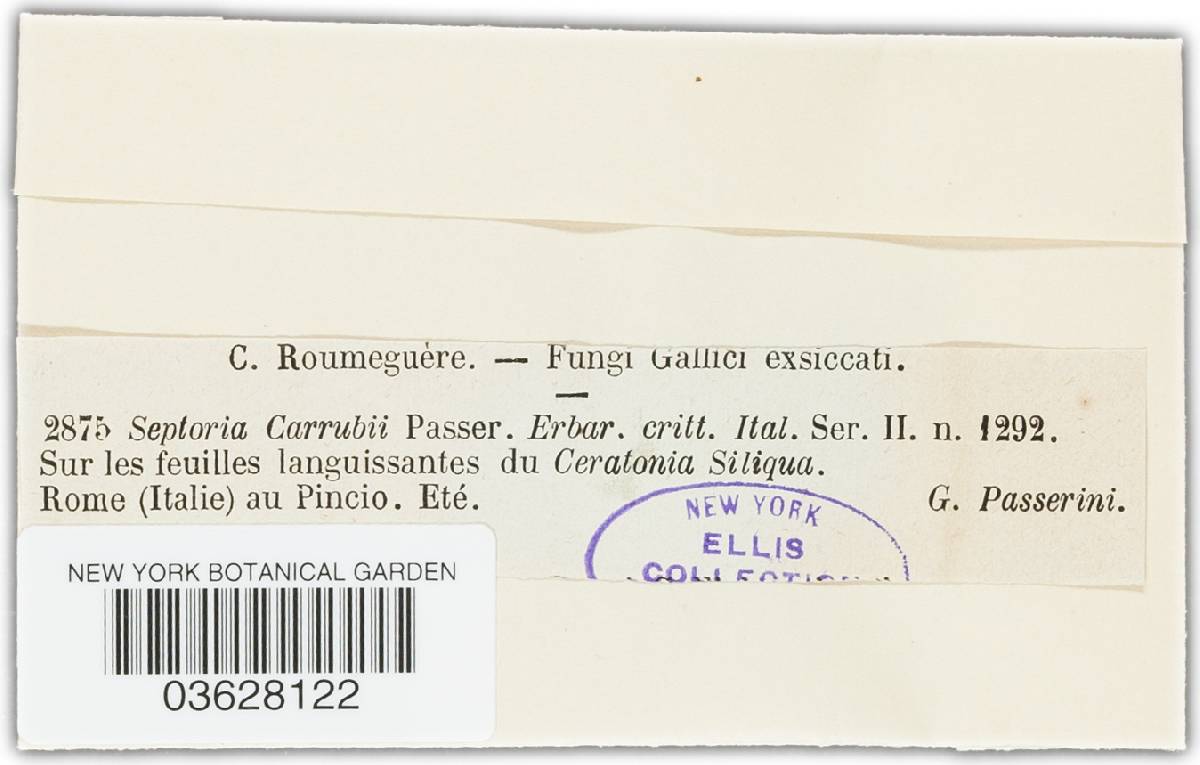 C. Roumeguère. — Fungi Gallici exsiccati.
2875 Septoria Carrubii Passer. Erbar. critt. Ital. Ser. II. n. 1292.
Sur les feuilles languissantes du Ceratonia Siliqua.
Rome (Italie) au Pincio. Eté. G. Passerini.
NEW YORK
ELLIS
COLLECTION
NEW YORK BOTANICAL GARDEN
03628122